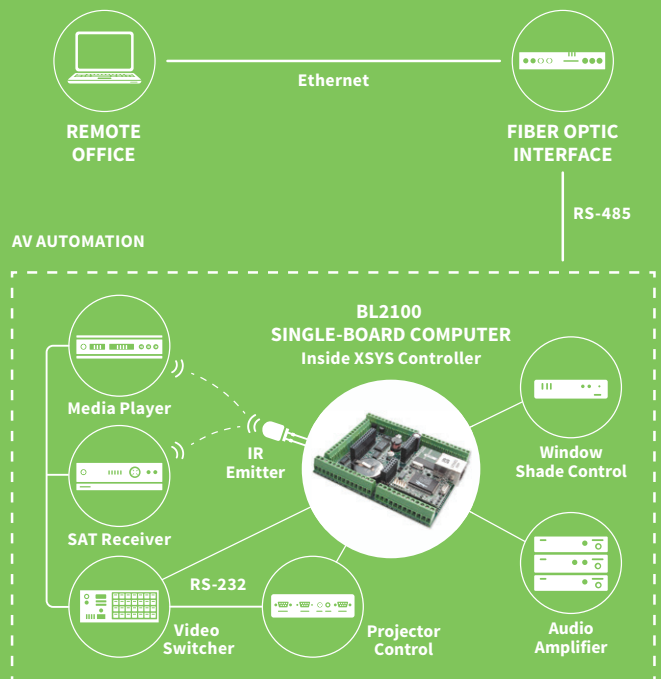 Ethernet
REMOTE
OFFICE
FIBER OPTIC
INTERFACE
RS-485
AV AUTOMATION
BL2100
SINGLE-BOARD COMPUTER
Inside XSYS Controller
Media Player
IR
Emitter
Window
Shade Control
SAT Receiver
RS-232
Video
Switcher
Projector
Control
Audio
Amplifier